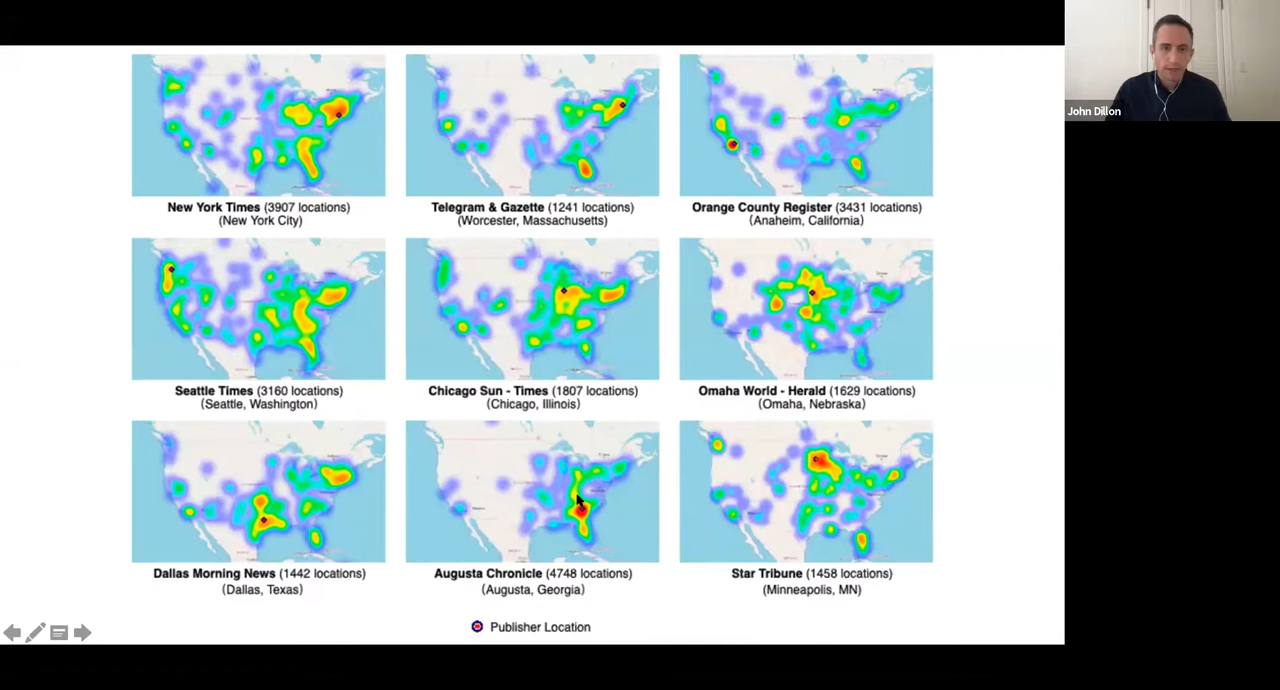 John Dillon
New York Times (3907 locations)
(New York City)
Telegram & Gazette (1241 locations)
(Worcester, Massachusetts)
Orange County Register (3431 locations)
(Anaheim, California)
Seattle Times (3160 locations)
(Seattle, Washington)
Chicago Sun - Times (1807 locations)
(Chicago, Illinois)
Omaha World - Herald (1629 locations)
(Omaha, Nebraska)
Dallas Morning News (1442 locations)
(Dallas, Texas)
Augusta Chronicle (4748 locations)
(Augusta, Georgia)
Star Tribune (1458 locations)
(Minneapolis, MN)
Publisher Location